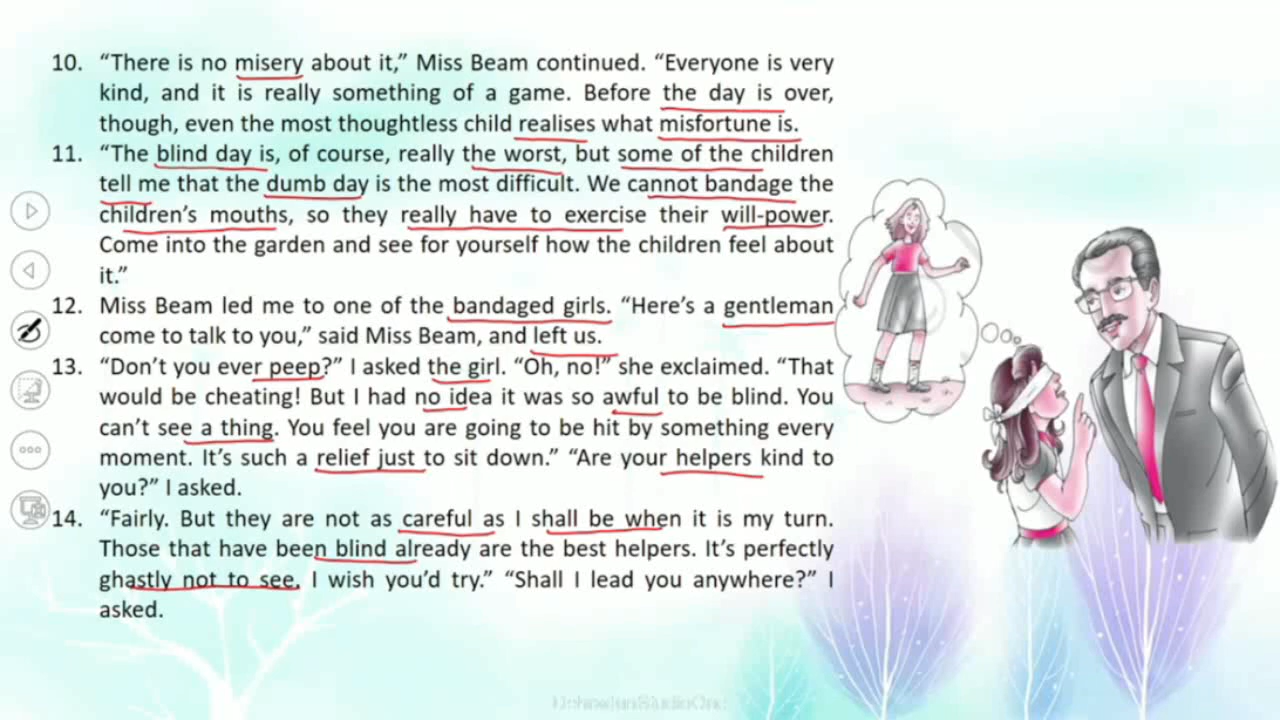 10. “There is no misery about it,” Miss Beam continued. “Everyone is very
kind, and it is really something of a game. Before the day is over,
though, even the most thoughtless child realises what misfortune is.
11. “The blind day is, of course, really the worst, but some of the children
tell me that the dumb day is the most difficult. We cannot bandage the
children’s mouths, so they really have to exercise their will-power.
Come into the garden and see for yourself how the children feel about
it.”
12. Miss Beam led me to one of the bandaged girls. “Here’s a gentleman
come to talk to you,” said Miss Beam, and left us.
13. “Don’t you ever peep?” I asked the girl. “Oh, no!” she exclaimed. “That
would be cheating! But I had no idea it was so awful to be blind. You
can’t see a thing. You feel you are going to be hit by something every
moment. It’s such a relief just to sit down.” “Are your helpers kind to
you?” I asked.
14. “Fairly. But they are not as careful as I shall be when it is my turn.
Those that have been blind already are the best helpers. It’s perfectly
ghastly not to see. I wish you’d try.” “Shall I lead you anywhere?” I
asked.